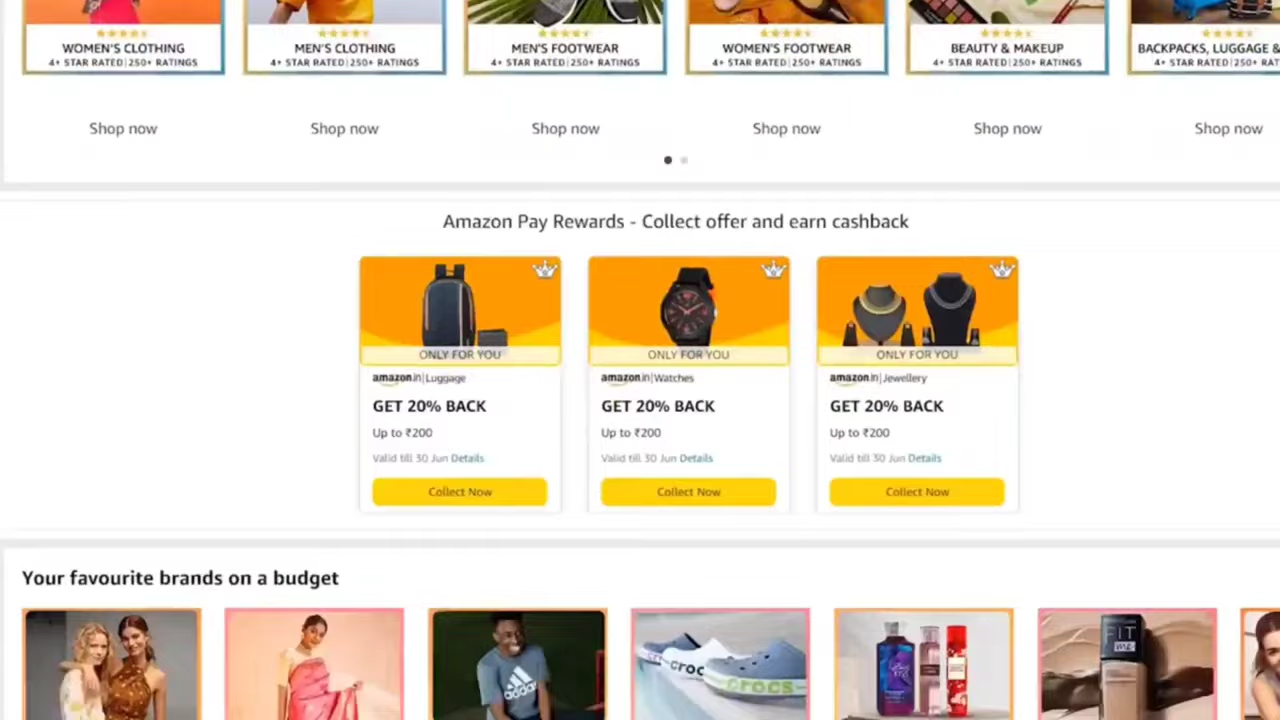 WOMEN'S CLOTHING
4+ STAR RATED|250+ RATINGS
MEN'S CLOTHING
4+ STAR RATED|250+ RATINGS
MEN'S FOOTWEAR
4+ STAR RATED|250+ RATINGS
WOMEN'S FOOTWEAR
4+ STAR RATED|250+ RATINGS
BEAUTY & MAKEUP
4+ STAR RATED|250+ RATINGS
BACKPACKS, LUGGAGE &
4+ STAR RATED|250+ RAT
Shop now
Shop now
Shop now
Shop now
Shop now
Shop now
Amazon Pay Rewards - Collect offer and earn cashback
ONLY FOR YOU
amazon.in|Luggage
GET 20% BACK
Up to ₹200
Valid till 30 Jun Details
Collect Now
ONLY FOR YOU
amazon.in|Watches
GET 20% BACK
Up to ₹200
Valid till 30 Jun Details
Collect Now
ONLY FOR YOU
amazon.in|Jewellery
GET 20% BACK
Up to ₹200
Valid till 30 Jun Details
Collect Now
Your favourite brands on a budget
adidas
croc
crocs
FIT
ME